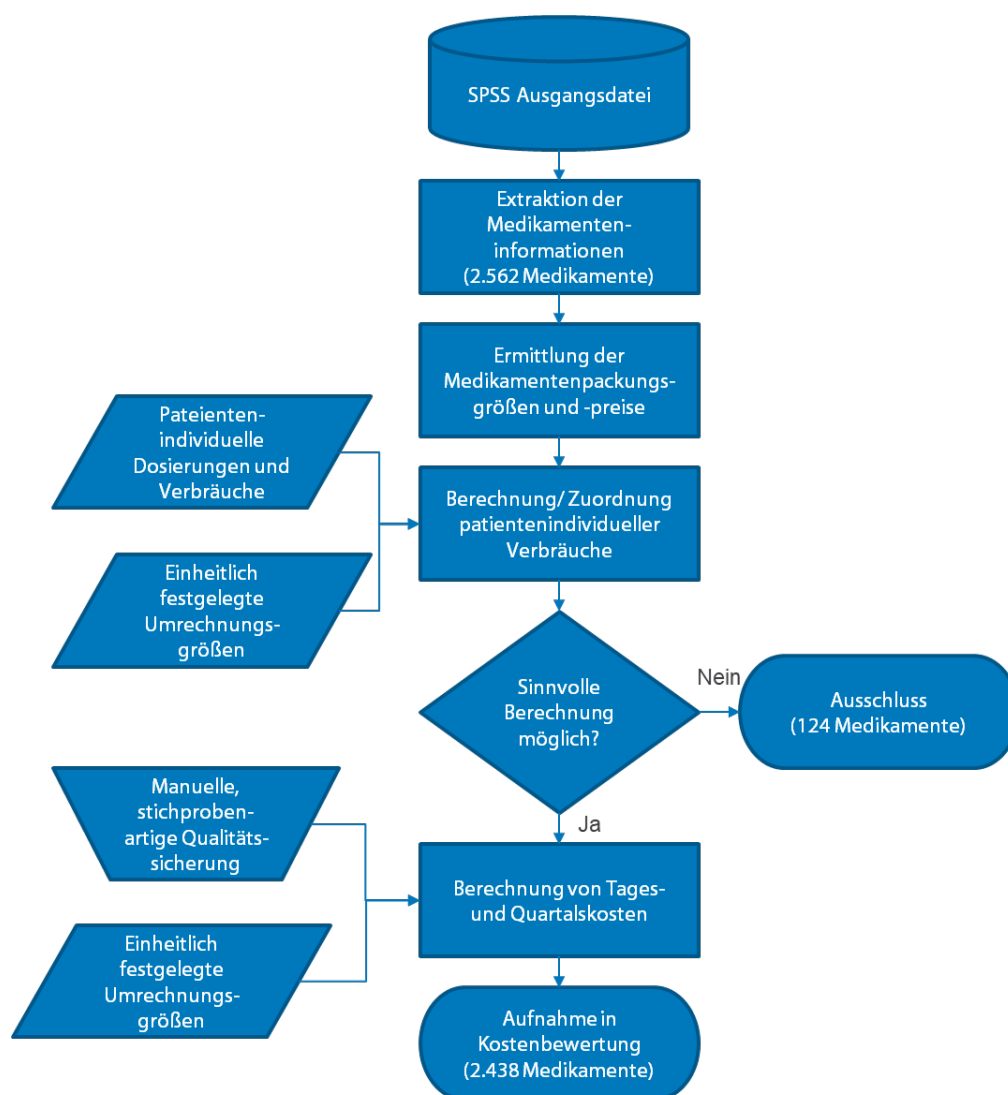 SPSS Ausgangsdatei
Extraktion der
Medikamenten-
informationen
(2.562 Medikamente)
Ermittlung der
Medikamentenpackungs-
größen und -preise
Pateienten-
individuelle
Dosierungen und
Verbräuche
Berechnung/ Zuordnung
patientenindividueller
Verbräuche
Einheitlich
festgelegte
Umrechnungs-
größen
Sinnvolle
Berechnung
möglich?
Nein
Ausschluss
(124 Medikamente)
Ja
Manuelle,
stichproben-
artige Qualitäts-
sicherung
Berechnung von Tages-
und Quartalskosten
Einheitlich
festgelegte
Umrechnungs-
größen
Aufnahme in
Kostenbewertung
(2.438 Medikamente)